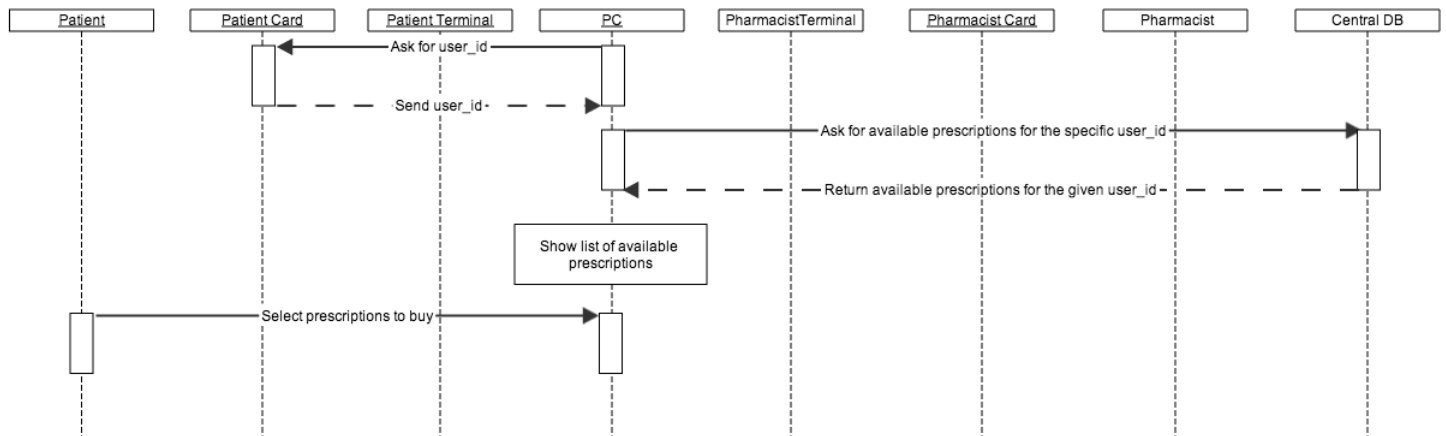 Patient
Patient Card
Patient Terminal
PC
PharmacistTerminal
Pharmacist Card
Pharmacist
Central DB
Ask for user_id
Send user_id
Ask for available prescriptions for the specific user_id
Return available prescriptions for the given user_id
Show list of available
prescriptions
Select prescriptions to buy